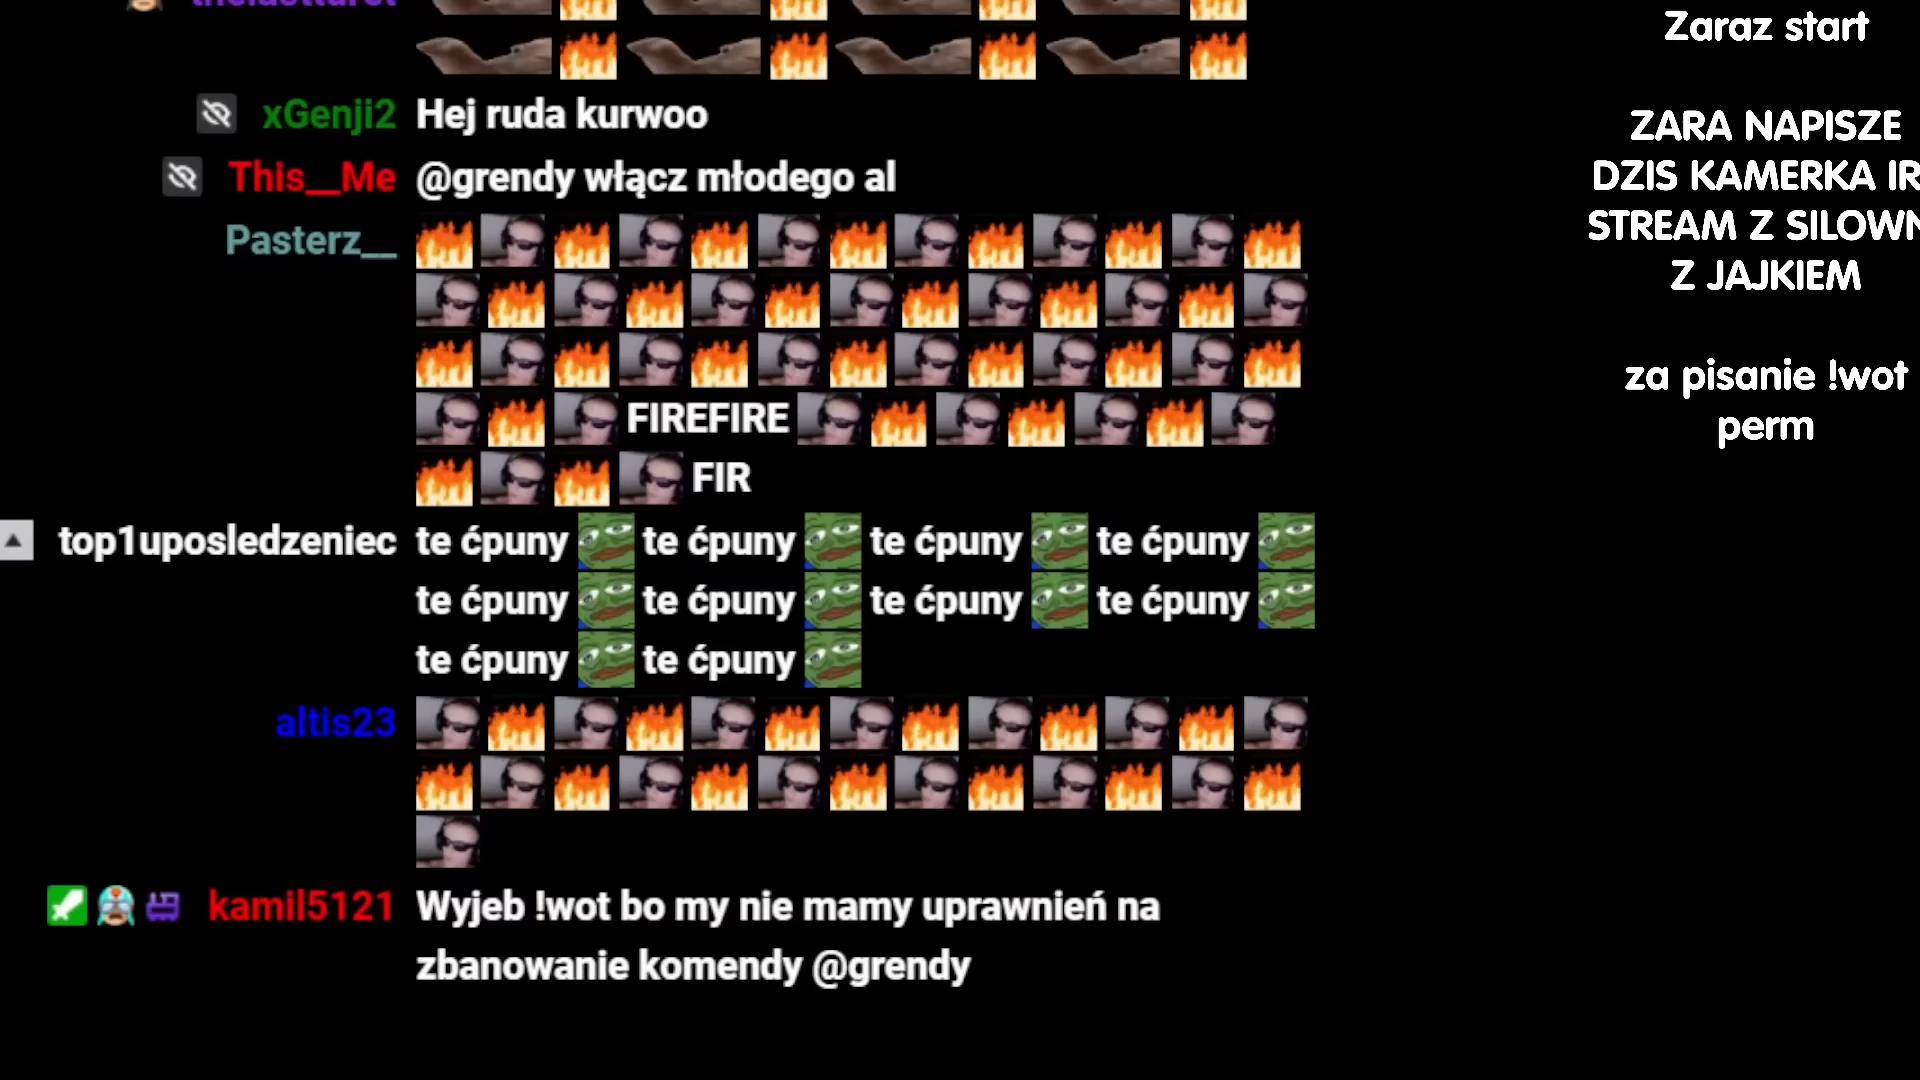 xGenji2 Hej ruda kurwoo
This__Me @grendy włącz młodego al
Pasterz__
FIREFIRE
FIR
top1uposledzeniec te ćpuny te ćpuny te ćpuny te ćpuny
te ćpuny te ćpuny te ćpuny te ćpuny
te ćpuny te ćpuny
altis23
kamil5121 Wyjeb !wot bo my nie mamy uprawnień na
zbanowanie komendy @grendy
Zaraz start
ZARA NAPISZE
DZIS KAMERKA IR
STREAM Z SILOWN
Z JAJKIEM
za pisanie !wot
perm